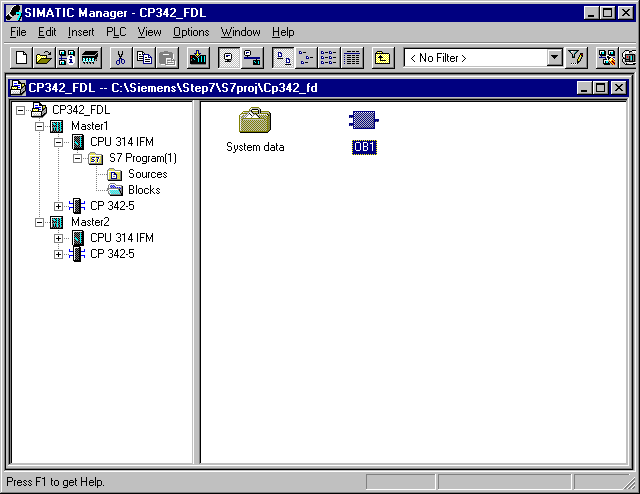 SIMATIC Manager - CP342_FDL
File Edit Insert PLC View Options Window Help
< No Filter >
CP342_FDL -- C:\Siemens\Step7\S7proj\Cp342_fd
CP342_FDL
Master1
CPU 314 IFM
S7 Program(1)
Sources
Blocks
CP 342-5
Master2
CPU 314 IFM
CP 342-5
System data
OB1
Press F1 to get Help.